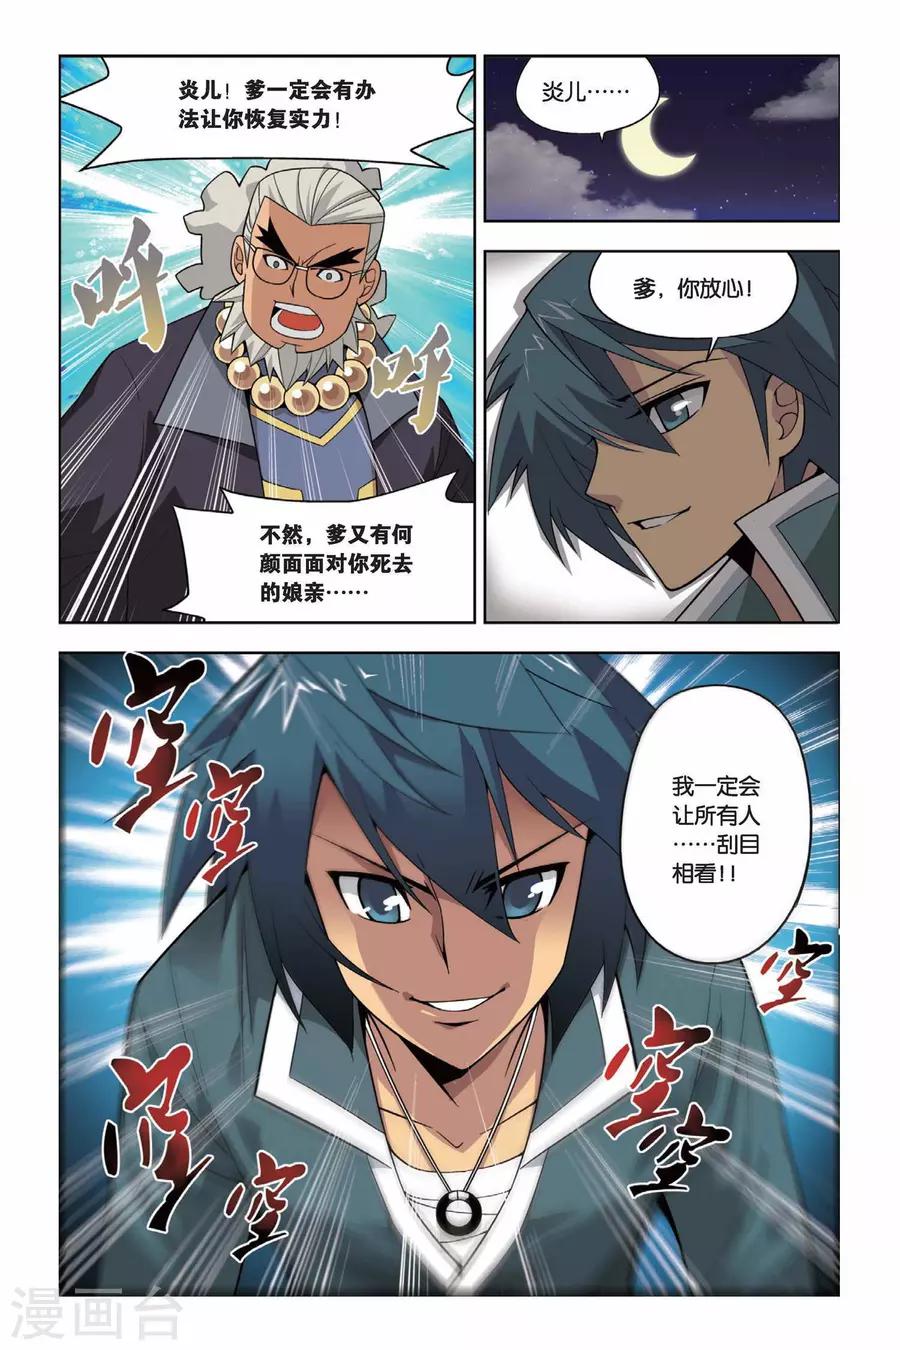 炎儿！爹一定会有办
法让你恢复实力！
呼
呼
不然，爹又有何
颜面面对你死去
的娘亲……
炎儿……
爹，你放心！
空
空
我一定会
让所有人
……刮目
相看！！
空
空
空
空
空
漫画台